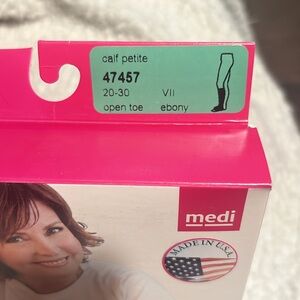 calf petite
47457
20-30 VII
open toe ebony
medi
MADE IN U.S.A.